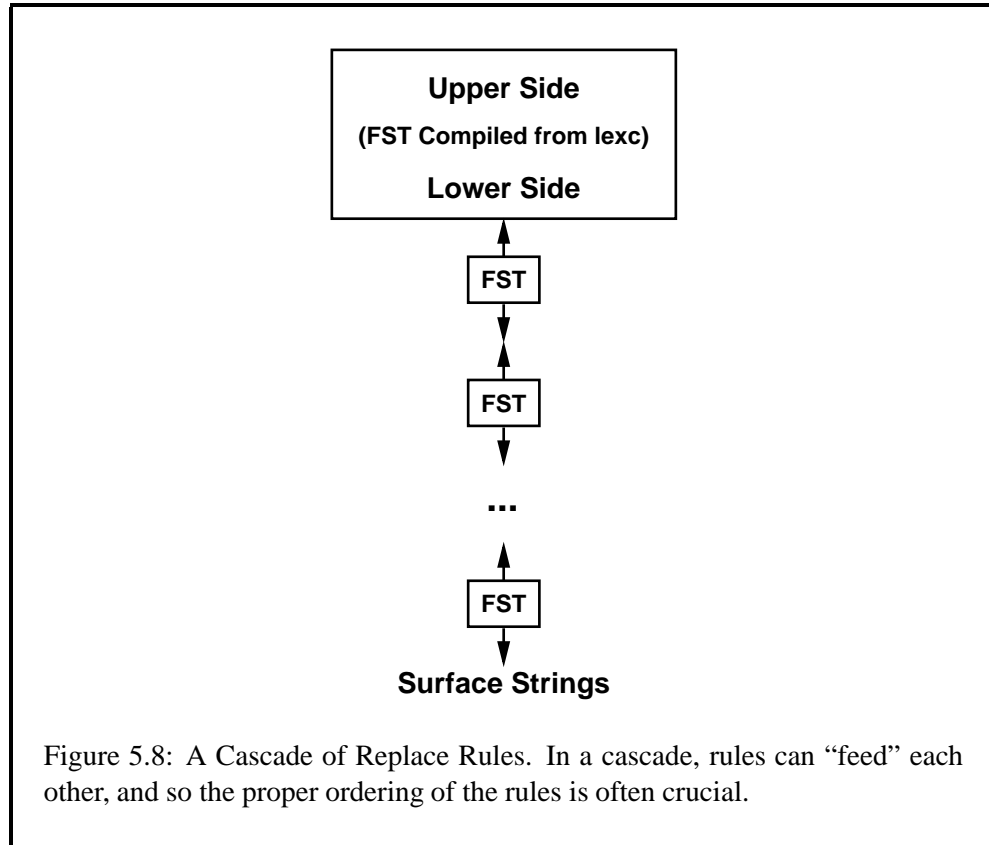 Upper Side
(FST Compiled from lexc)
Lower Side
FST
FST
...
FST
Surface Strings
Figure 5.8: A Cascade of Replace Rules. In a cascade, rules can “feed” each
other, and so the proper ordering of the rules is often crucial.